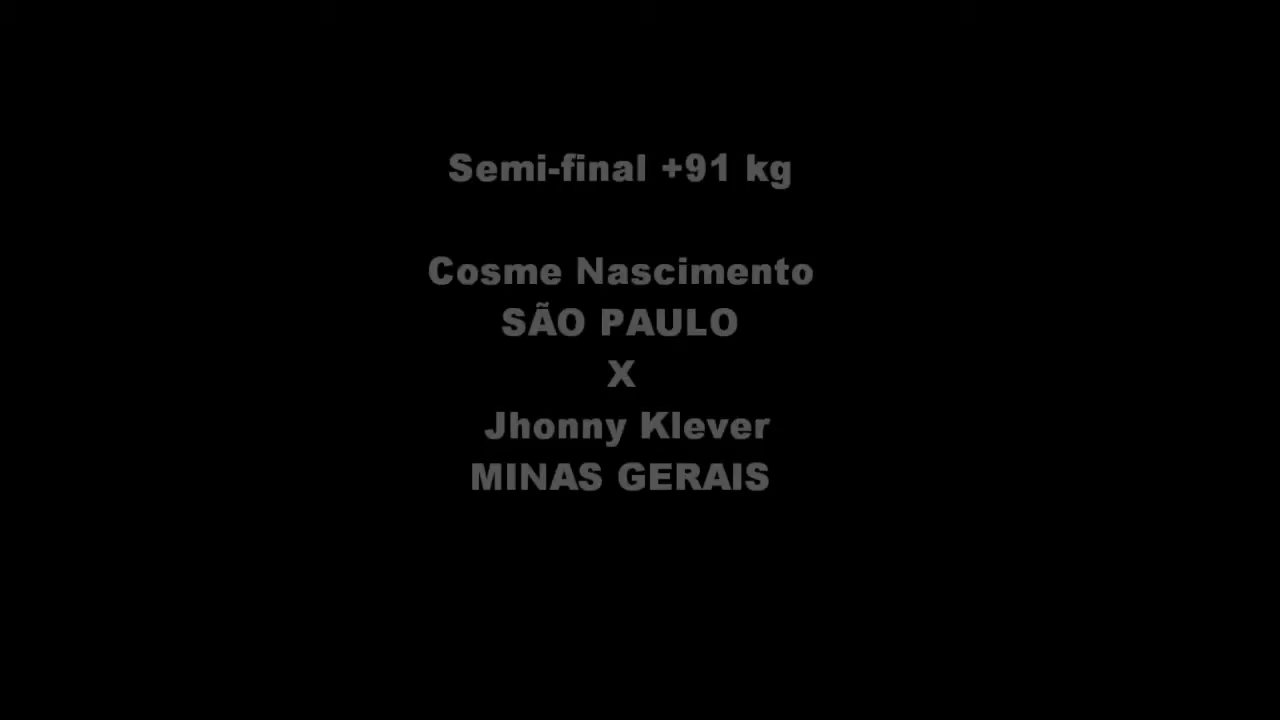 Semi-final +91 kg
Cosme Nascimento
SÃO PAULO
X
Jhonny Klever
MINAS GERAIS